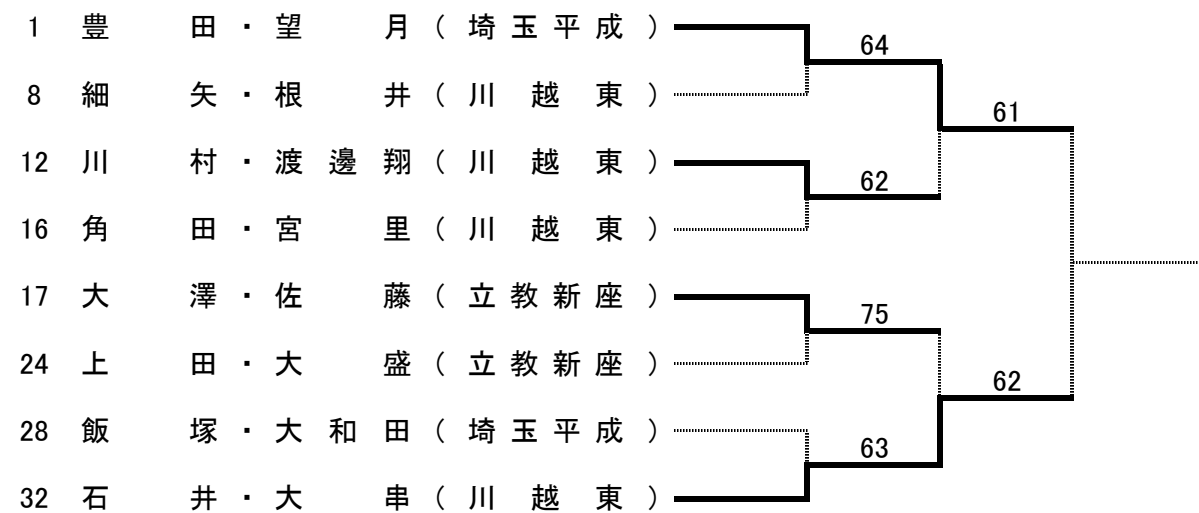 1 豊田・望月(埼玉平成)
64
8 細矢・根井(川越東)
61
12 川村・渡邊翔(川越東)
62
16 角田・宮里(川越東)
17 大澤・佐藤(立教新座)
75
24 上田・大盛(立教新座)
62
28 飯塚・大和田(埼玉平成)
63
32 石井・大串(川越東)